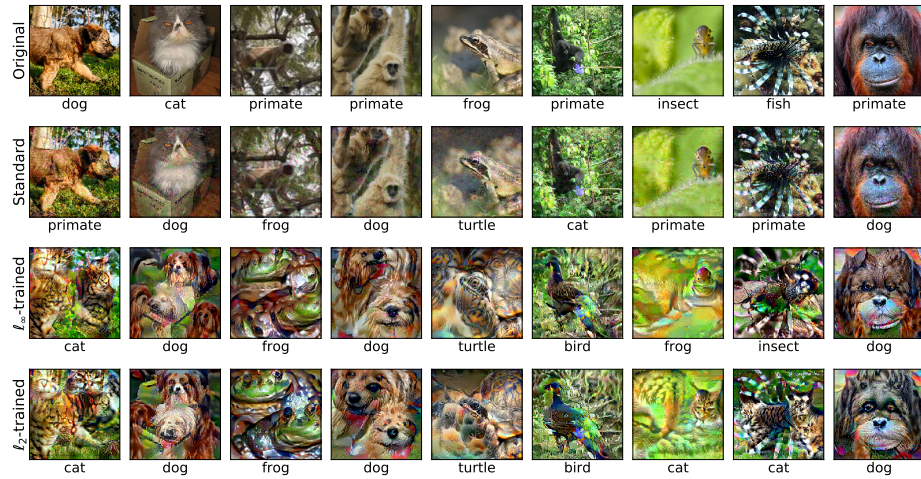 Original
dog cat primate primate frog primate insect fish primate
Standard
primate dog frog dog turtle cat primate primate dog
ℓ∞-trained
cat dog frog dog turtle bird frog insect dog
ℓ2-trained
cat dog frog dog turtle bird cat cat dog